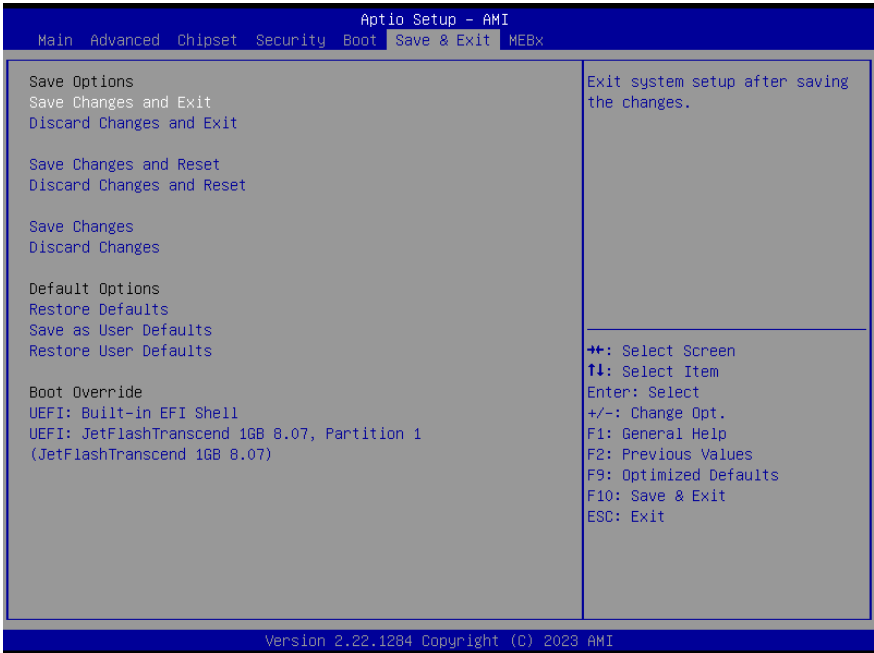 Aptio Setup – AMI
Main Advanced Chipset Security Boot Save & Exit MEBx
Save Options
Save Changes and Exit
Discard Changes and Exit
Save Changes and Reset
Discard Changes and Reset
Save Changes
Discard Changes
Default Options
Restore Defaults
Save as User Defaults
Restore User Defaults
Boot Override
UEFI: Built-in EFI Shell
UEFI: JetFlashTranscend 1GB 8.07, Partition 1
(JetFlashTranscend 1GB 8.07)
Exit system setup after saving
the changes.
→←: Select Screen
↑↓: Select Item
Enter: Select
+/-: Change Opt.
F1: General Help
F2: Previous Values
F9: Optimized Defaults
F10: Save & Exit
ESC: Exit
Version 2.22.1284 Copyright (C) 2023 AMI